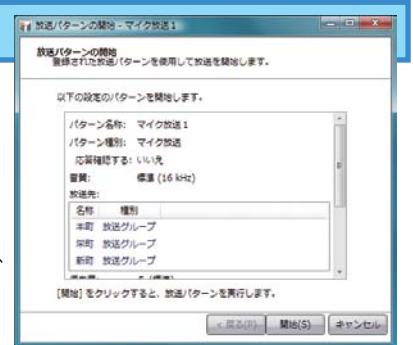 放送パターンの開始 - マイク放送1
放送パターンの開始
登録された放送パターンを使用して放送を開始します。
以下の設定のパターンを開始します。
パターン名称: マイク放送1
パターン種別: マイク放送
応答確認する: いいえ
音質: 標準 (16 kHz)
放送先:
名称 種別
本町 放送グループ
栄町 放送グループ
新町 放送グループ
5 (標準)
[開始] をクリックすると、放送パターンを実行します。
< 戻る(P) 開始(S) キャンセル
、